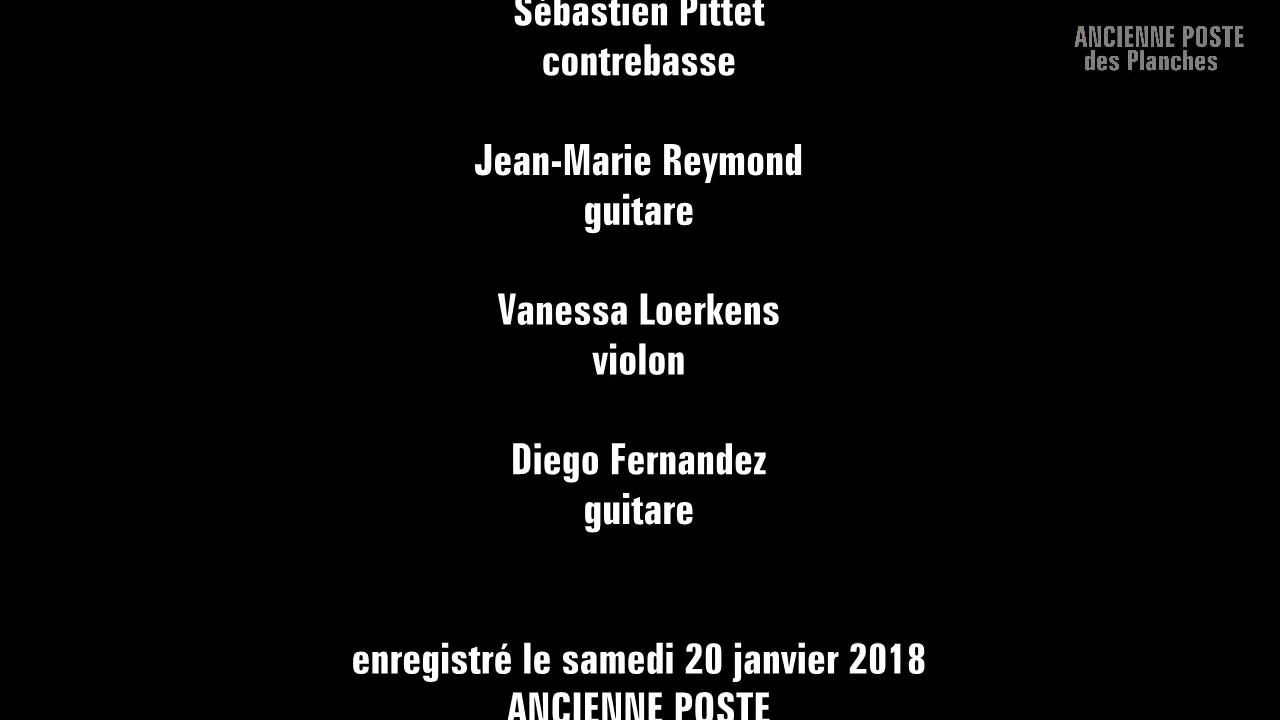 Sébastien Pittet
contrebasse
ANCIENNE POSTE
des Planches
Jean-Marie Reymond
guitare
Vanessa Loerkens
violon
Diego Fernandez
guitare
enregistré le samedi 20 janvier 2018
ANCIENNE POSTE